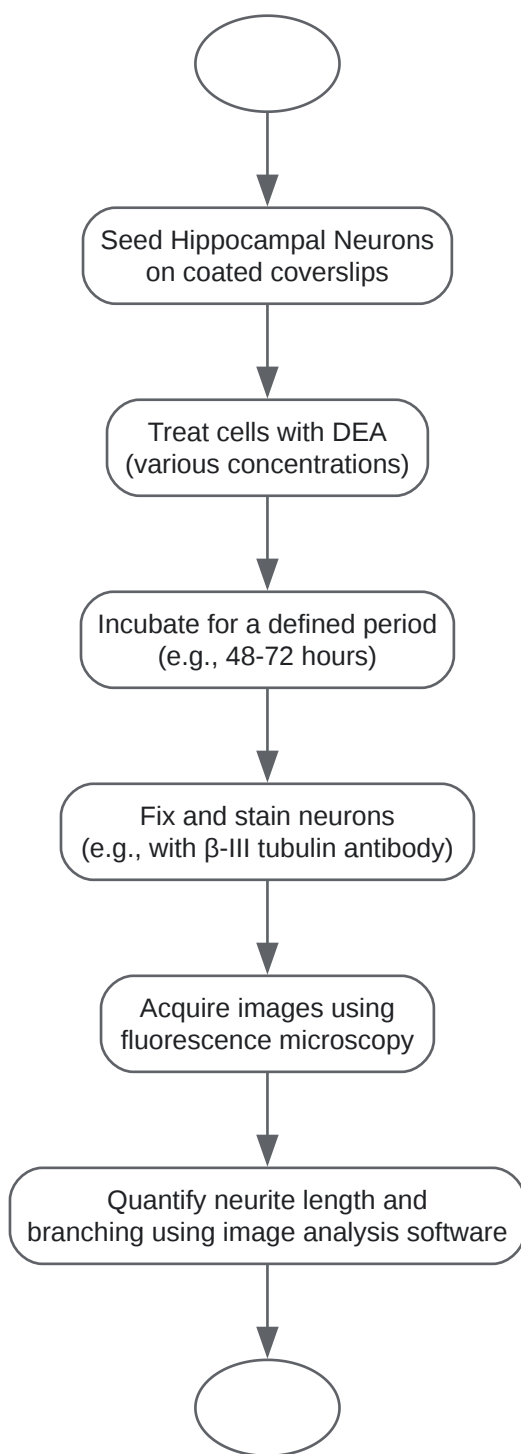 Seed Hippocampal Neurons
on coated coverslips
Treat cells with DEA
(various concentrations)
Incubate for a defined period
(e.g., 48-72 hours)
Fix and stain neurons
(e.g., with β-III tubulin antibody)
Acquire images using
fluorescence microscopy
Quantify neurite length and
branching using image analysis software